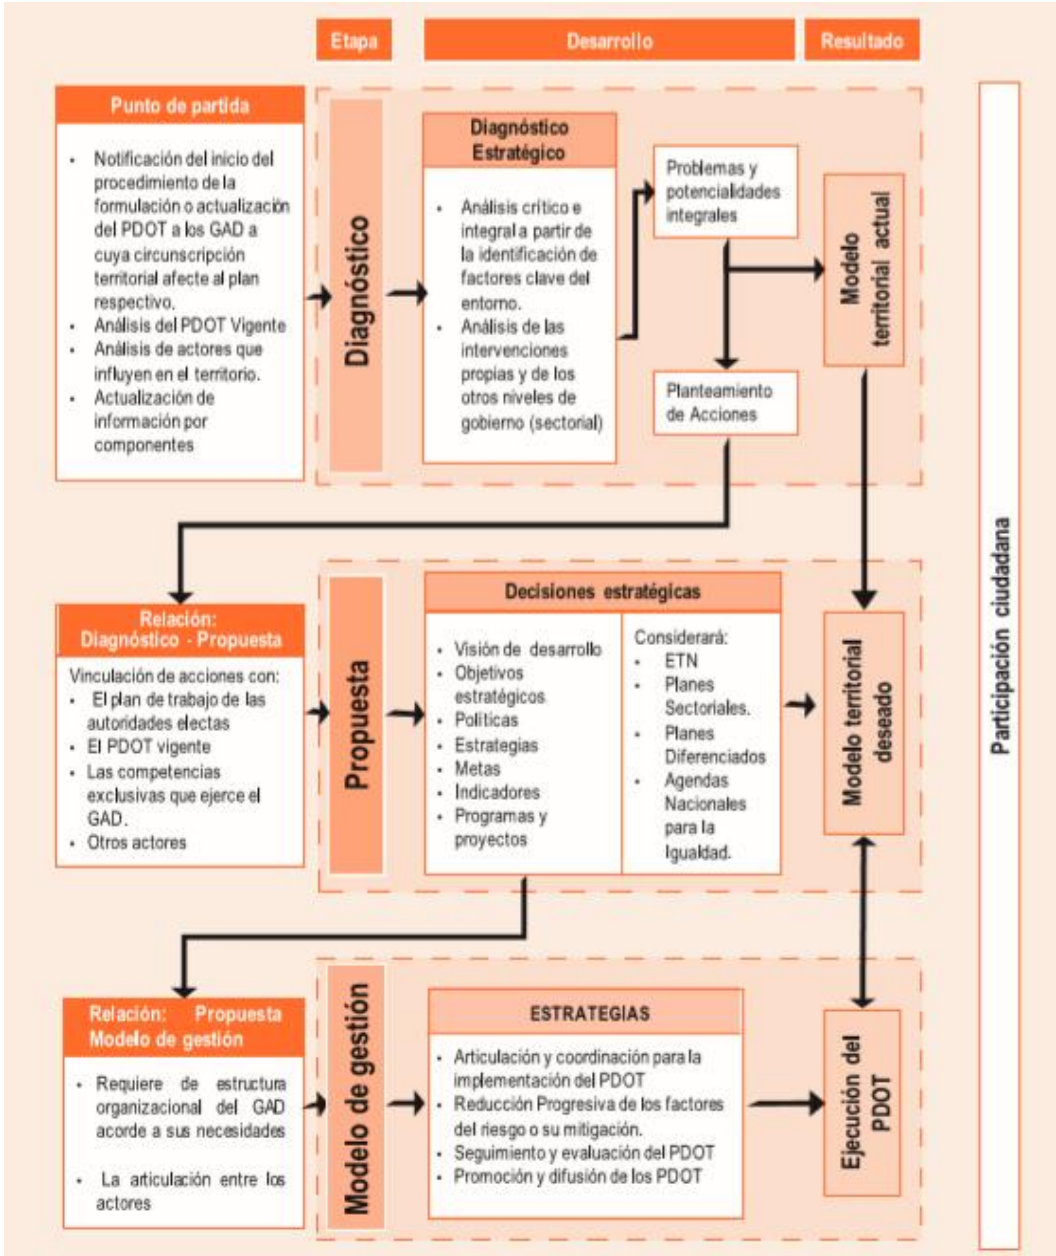 Etapa
Desarrollo
Resultado
Punto de partida
• Notificación del inicio del
procedimiento de la
formulación o actualización
del PDOT a los GAD a
cuya circunscripción
territorial afecte al plan
respectivo.
• Análisis del PDOT Vigente
• Análisis de actores que
influyen en el territorio.
• Actualización de
información por
componentes
Diagnóstico
Diagnóstico
Estratégico
• Análisis crítico e
integral a partir de
la identificación de
factores clave del
entorno.
• Análisis de las
intervenciones
propias y de los
otros niveles de
gobierno (sectorial)
Problemas y
potencialidades
integrales
Planteamiento
de Acciones
Modelo
territorial actual
Relación:
Diagnóstico - Propuesta
Vinculación de acciones con:
• El plan de trabajo de las
autoridades electas
• El PDOT vigente
• Las competencias
exclusivas que ejerce el
GAD.
• Otros actores
Propuesta
Decisiones estratégicas
• Visión de desarrollo
• Objetivos
estratégicos
• Políticas
• Estrategias
• Metas
• Indicadores
• Programas y
proyectos
Considerará:
• ETN
• Planes
Sectoriales.
• Planes
Diferenciados
• Agendas
Nacionales
para la
Igualdad.
Modelo territorial
deseado
Relación: Propuesta
Modelo de gestión
• Requiere de estructura
organizacional del GAD
acorde a sus necesidades
• La articulación entre los
actores
Modelo de gestión
ESTRATEGIAS
• Articulación y coordinación para la
implementación del PDOT
• Reducción Progresiva de los factores
del riesgo o su mitigación.
• Seguimiento y evaluación del PDOT
• Promoción y difusión de los PDOT
Ejecución del
PDOT
Participación ciudadana